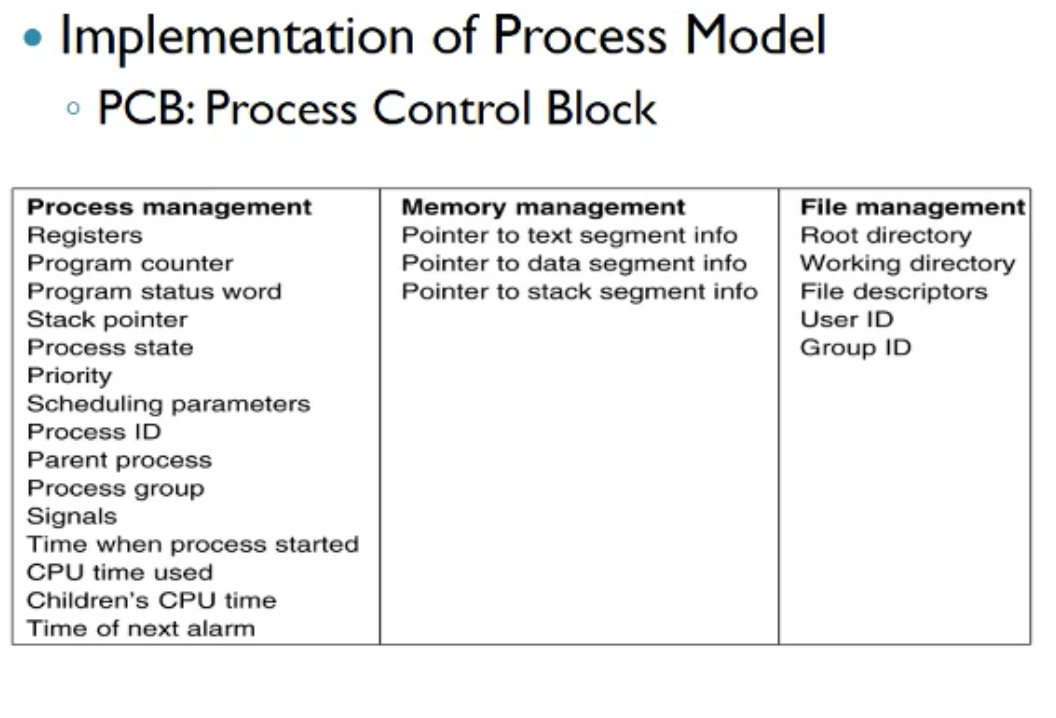 Implementation of Process Model
PCB: Process Control Block
Process management
Registers
Program counter
Program status word
Stack pointer
Process state
Priority
Scheduling parameters
Process ID
Parent process
Process group
Signals
Time when process started
CPU time used
Children's CPU time
Time of next alarm
Memory management
Pointer to text segment info
Pointer to data segment info
Pointer to stack segment info
File management
Root directory
Working directory
File descriptors
User ID
Group ID